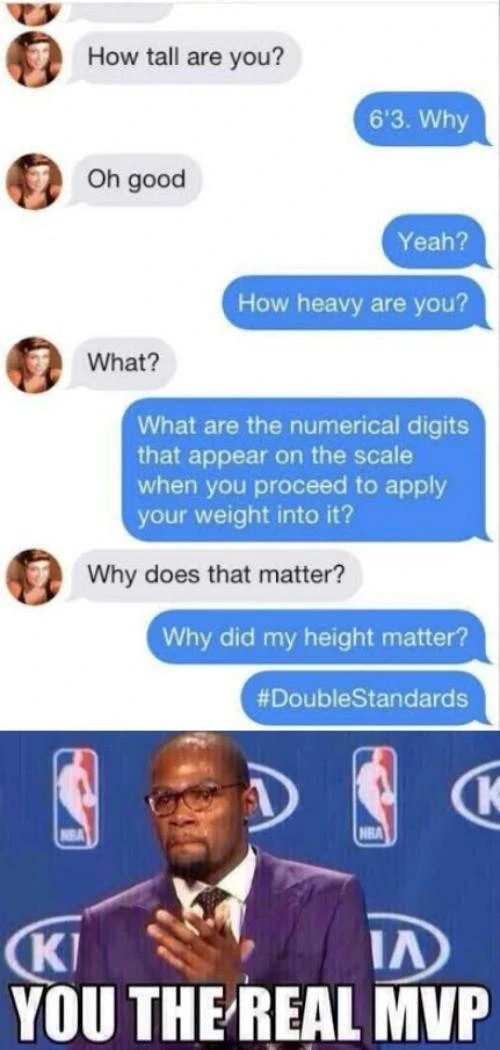 How tall are you?
6'3. Why
Oh good
Yeah?
How heavy are you?
What?
What are the numerical digits
that appear on the scale
when you proceed to apply
your weight into it?
Why does that matter?
Why did my height matter?
#DoubleStandards
NBA
NBA
YOU THE REAL MVP